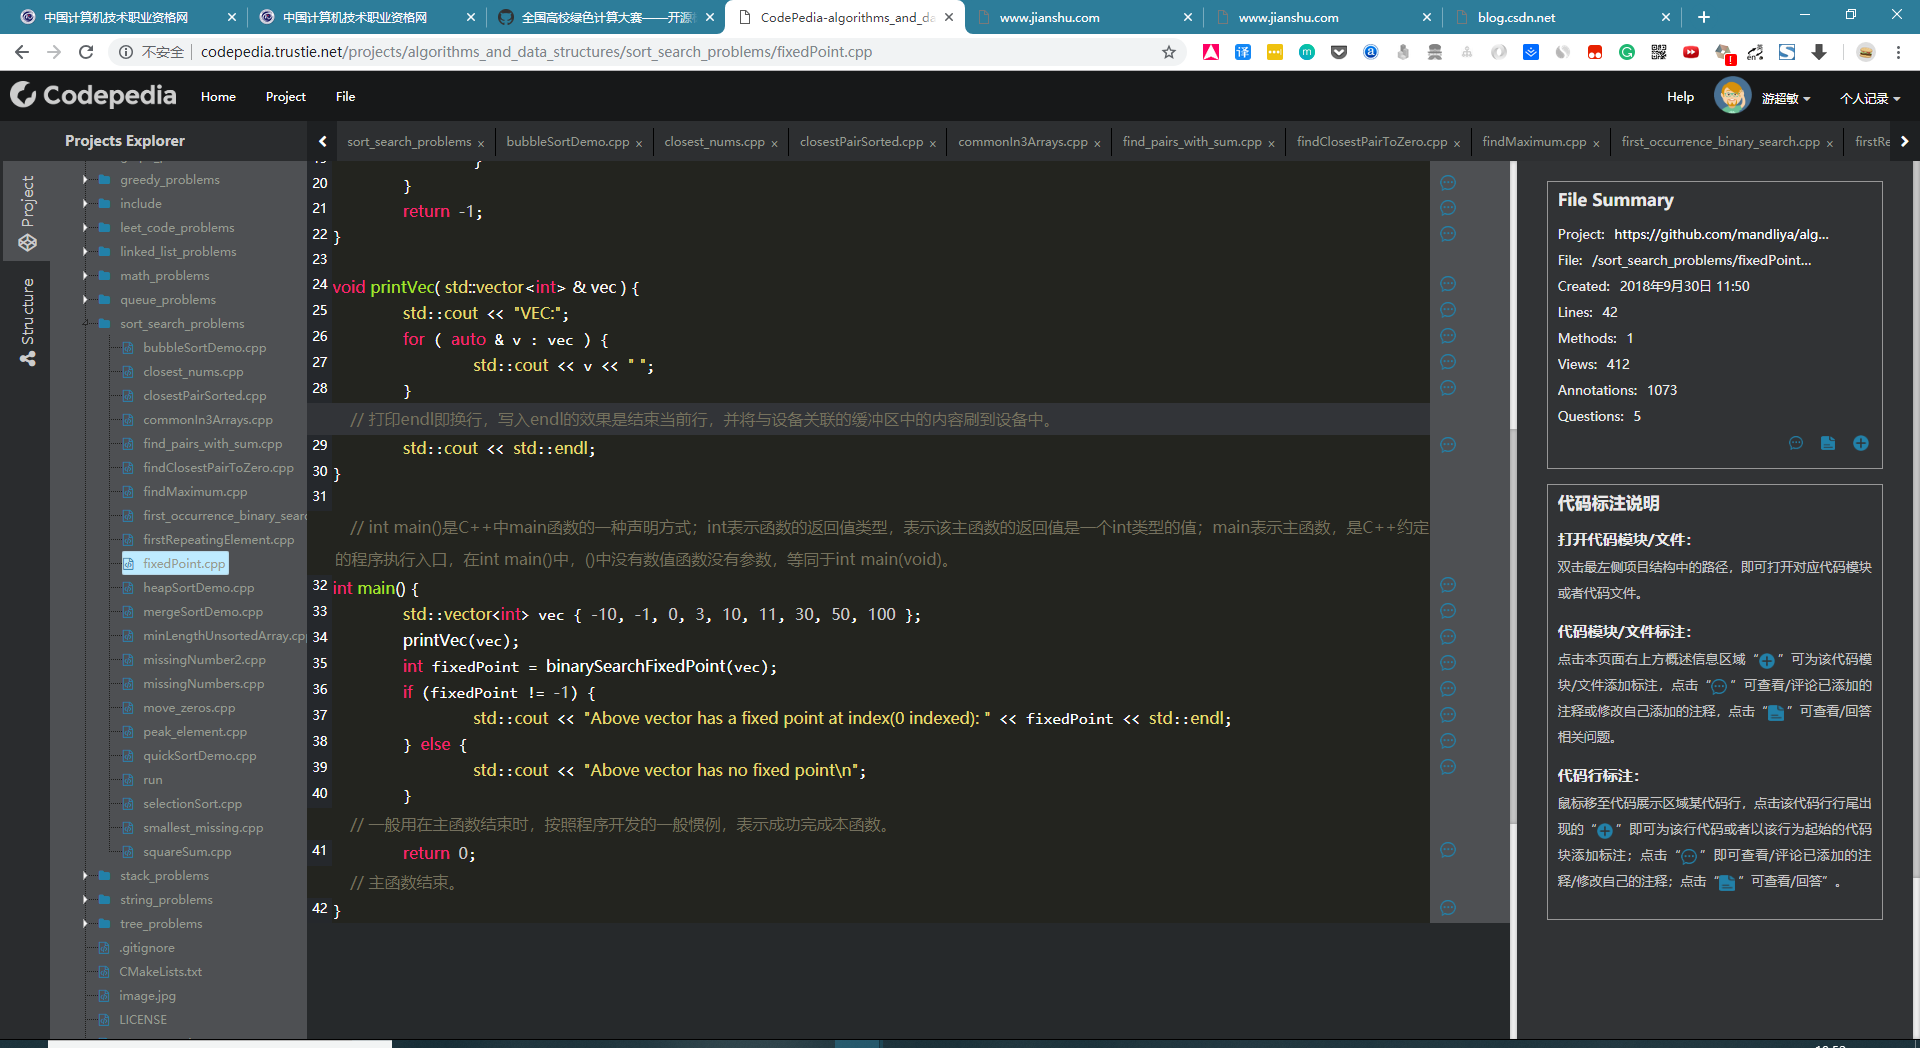 中国计算机技术职业资格网
中国计算机技术职业资格网
全国高校绿色计算大赛——开源
CodePedia-algorithms_and_da
www.jianshu.com
www.jianshu.com
blog.csdn.net
不安全
codepedia.trustie.net/projects/algorithms_and_data_structures/sort_search_problems/fixedPoint.cpp
Codepedia
Home
Project
File
Help
游超敏
个人记录
Projects Explorer
sort_search_problems ×
bubbleSortDemo.cpp ×
closest_nums.cpp ×
closestPairSorted.cpp ×
commonIn3Arrays.cpp ×
find_pairs_with_sum.cpp ×
findClosestPairToZero.cpp ×
findMaximum.cpp ×
first_occurrence_binary_search.cpp ×
firstRe
Project
Structure
greedy_problems
include
leet_code_problems
linked_list_problems
math_problems
queue_problems
sort_search_problems
bubbleSortDemo.cpp
closest_nums.cpp
closestPairSorted.cpp
commonIn3Arrays.cpp
find_pairs_with_sum.cpp
findClosestPairToZero.cpp
findMaximum.cpp
first_occurrence_binary_searc
firstRepeatingElement.cpp
fixedPoint.cpp
heapSortDemo.cpp
mergeSortDemo.cpp
minLengthUnsortedArray.cpp
missingNumber2.cpp
missingNumbers.cpp
move_zeros.cpp
peak_element.cpp
quickSortDemo.cpp
run
selectionSort.cpp
smallest_missing.cpp
squareSum.cpp
stack_problems
string_problems
tree_problems
.gitignore
CMakeLists.txt
image.jpg
LICENSE
20 }
21 return -1;
22 }
23
24 void printVec( std::vector<int> & vec ) {
25 std::cout << "VEC:";
26 for ( auto & v : vec ) {
27 std::cout << v << " ";
28 }
// 打印endl即换行，写入endl的效果是结束当前行，并将与设备关联的缓冲区中的内容刷到设备中。
29 std::cout << std::endl;
30 }
31
// int main()是C++中main函数的一种声明方式；int表示函数的返回值类型，表示该主函数的返回值是一个int类型的值；main表示主函数，是C++约定
的程序执行入口，在int main()中，()中没有数值函数没有参数，等同于int main(void)。
32 int main() {
33 std::vector<int> vec { -10, -1, 0, 3, 10, 11, 30, 50, 100 };
34 printVec(vec);
35 int fixedPoint = binarySearchFixedPoint(vec);
36 if (fixedPoint != -1) {
37 std::cout << "Above vector has a fixed point at index(0 indexed): " << fixedPoint << std::endl;
38 } else {
39 std::cout << "Above vector has no fixed point\n";
40 }
// 一般用在主函数结束时，按照程序开发的一般惯例，表示成功完成本函数。
41 return 0;
// 主函数结束。
42 }
File Summary
Project: https://github.com/mandliya/alg...
File: /sort_search_problems/fixedPoint...
Created: 2018年9月30日 11:50
Lines: 42
Methods: 1
Views: 412
Annotations: 1073
Questions: 5
代码标注说明
打开代码模块/文件：
双击最左侧项目结构中的路径，即可打开对应代码模块
或者代码文件。
代码模块/文件标注：
点击本页面右上方概述信息区域“ ”可为该代码模
块/文件添加标注，点击“ ”可查看/评论已添加的
注释或修改自己添加的注释，点击“ ”可查看/回答
相关问题。
代码行标注：
鼠标移至代码展示区域某代码行，点击该代码行行尾出
现的“ ”即可为该行代码或者以该行为起始的代码
块添加标注；点击“ ”即可查看/评论已添加的注
释/修改自己的注释；点击“ ”可查看/回答”。